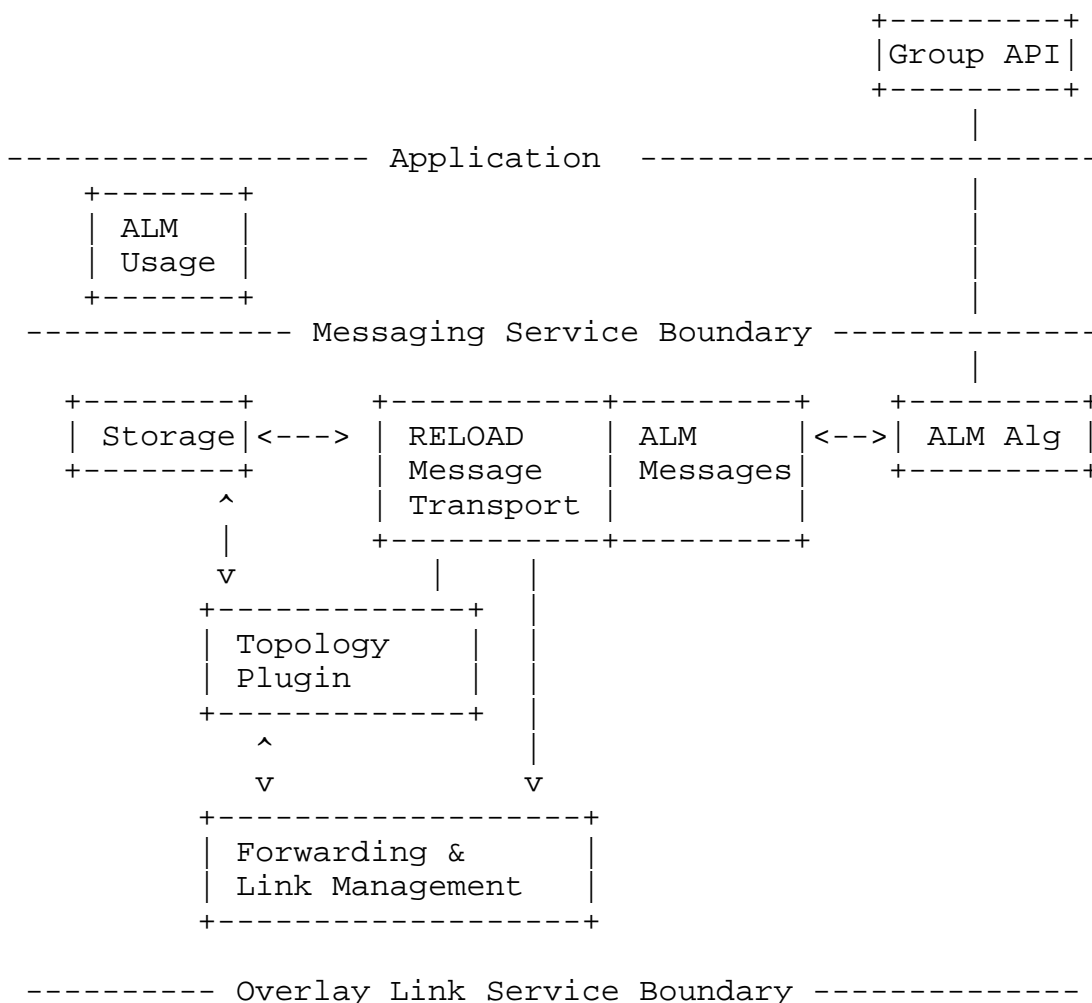 Group API
Application
ALM
Usage
Messaging Service Boundary
Storage RELOAD ALM ALM Alg
Message Messages
Transport
Topology
Plugin
Forwarding &
Link Management
Overlay Link Service Boundary